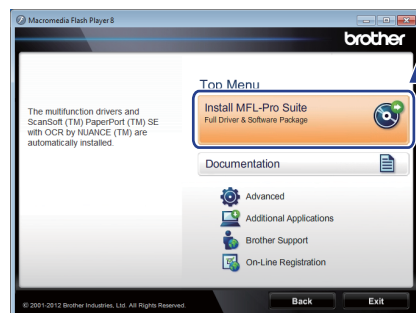 Macromedia Flash Player 8
brother
Top Menu
Install MFL-Pro Suite
Full Driver & Software Package
The multifunction drivers and
ScanSoft (TM) PaperPort (TM) SE
with OCR by NUANCE (TM) are
automatically installed.
Documentation
Advanced
Additional Applications
Brother Support
On-Line Registration
© 2001-2012 Brother Industries, Ltd. All Rights Reserved.
Back
Exit